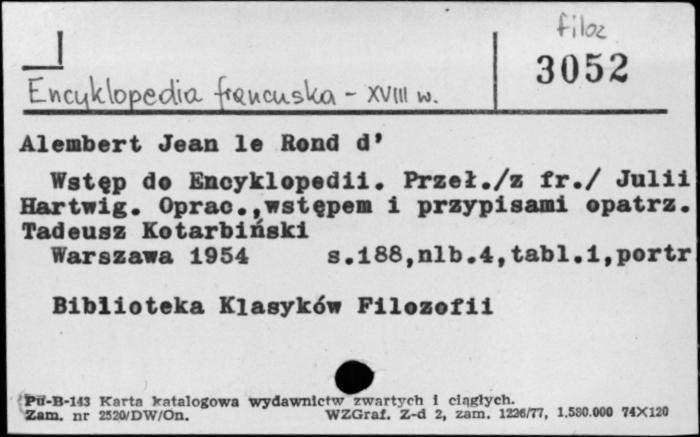 filoz
3052
Encyklopedia francuska - XVIII w.
Alembert Jean le Rond d'
Wstęp do Encyklopedii. Przeł./z fr./ Julii
Hartwig. Oprac.,wstępem i przypisami opatrz.
Tadeusz Kotarbiński
Warszawa 1954 s.188,nlb.4,tabl.1,portr
Biblioteka Klasyków Filozofii
Pu-B-143 Karta katalogowa wydawnictw zwartych i ciągłych.
Zam. nr 2520/DW/On. WZGraf. Z-d 2, zam. 1226/77, 1.580.000 74X120